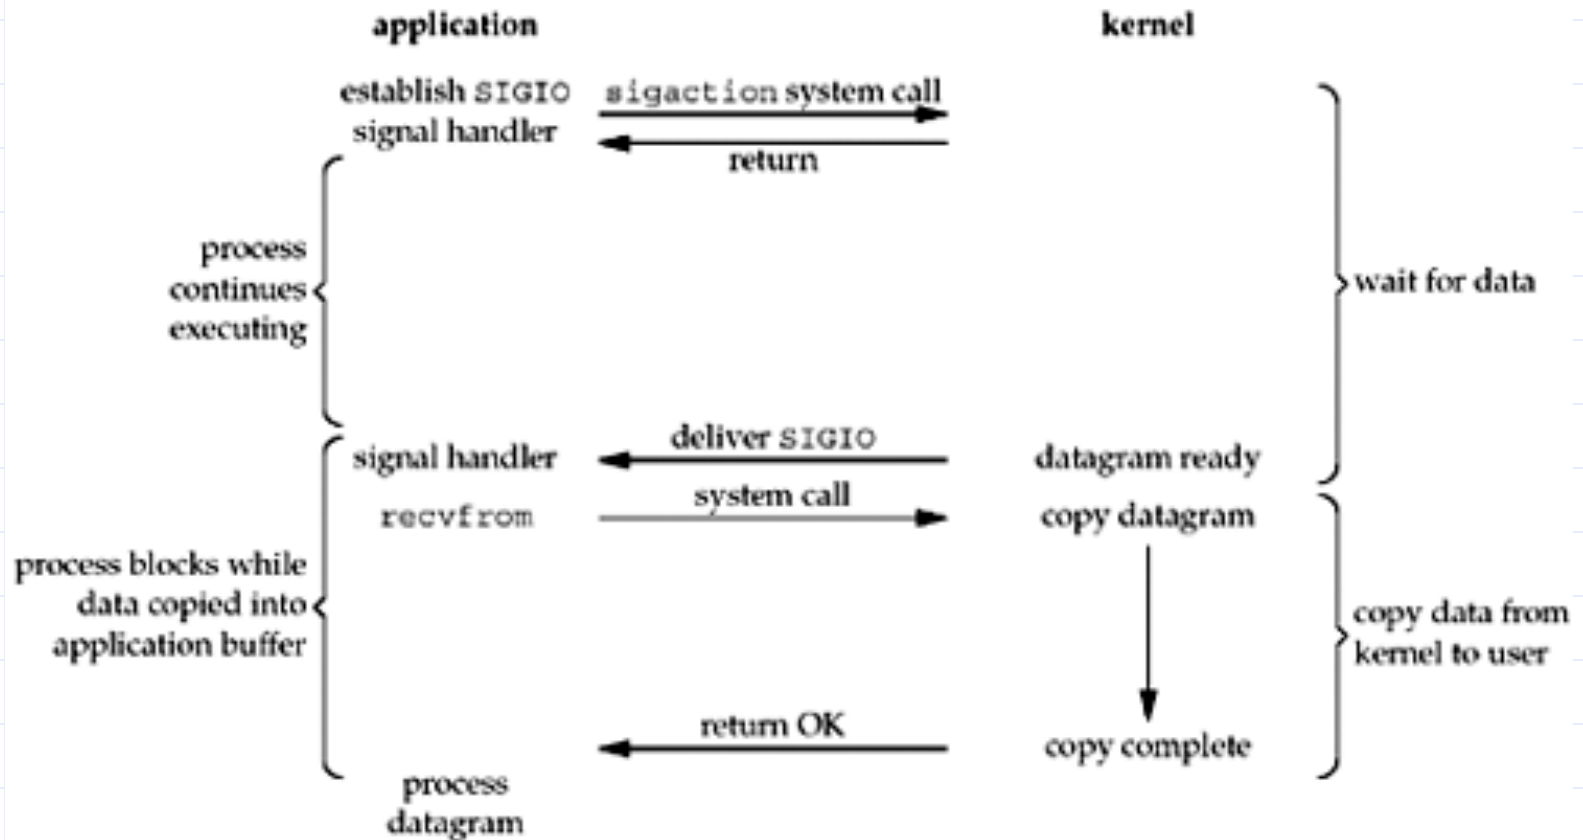 application
kernel
establish SIGIO
signal handler
sigaction system call
return
process
continues
executing
wait for data
signal handler
deliver SIGIO
datagram ready
recvfrom
system call
copy datagram
process blocks while
data copied into
application buffer
copy data from
kernel to user
return OK
copy complete
process
datagram